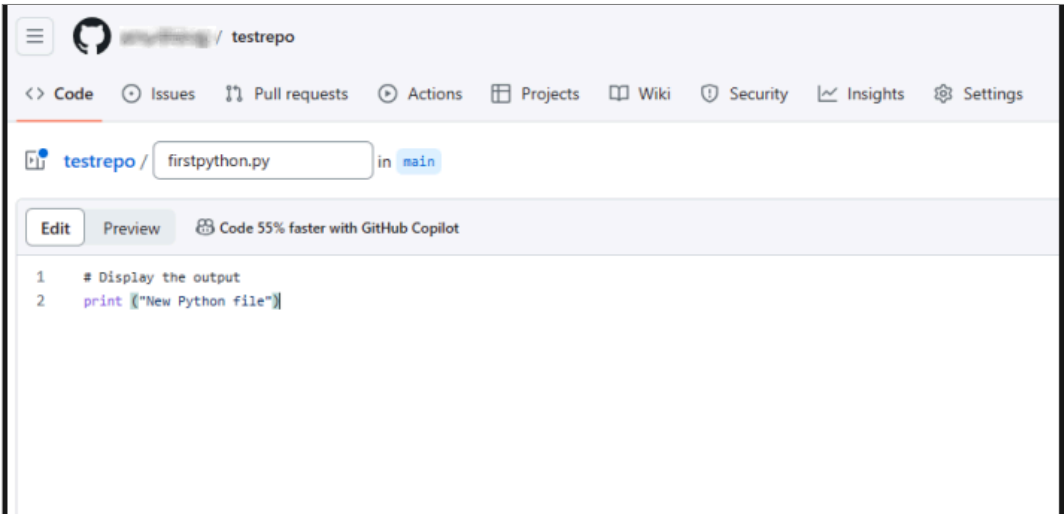 / testrepo
<> Code Issues Pull requests Actions Projects Wiki Security Insights Settings
testrepo / firstpython.py in main
Edit Preview Code 55% faster with GitHub Copilot
1 # Display the output
2 print ("New Python file")